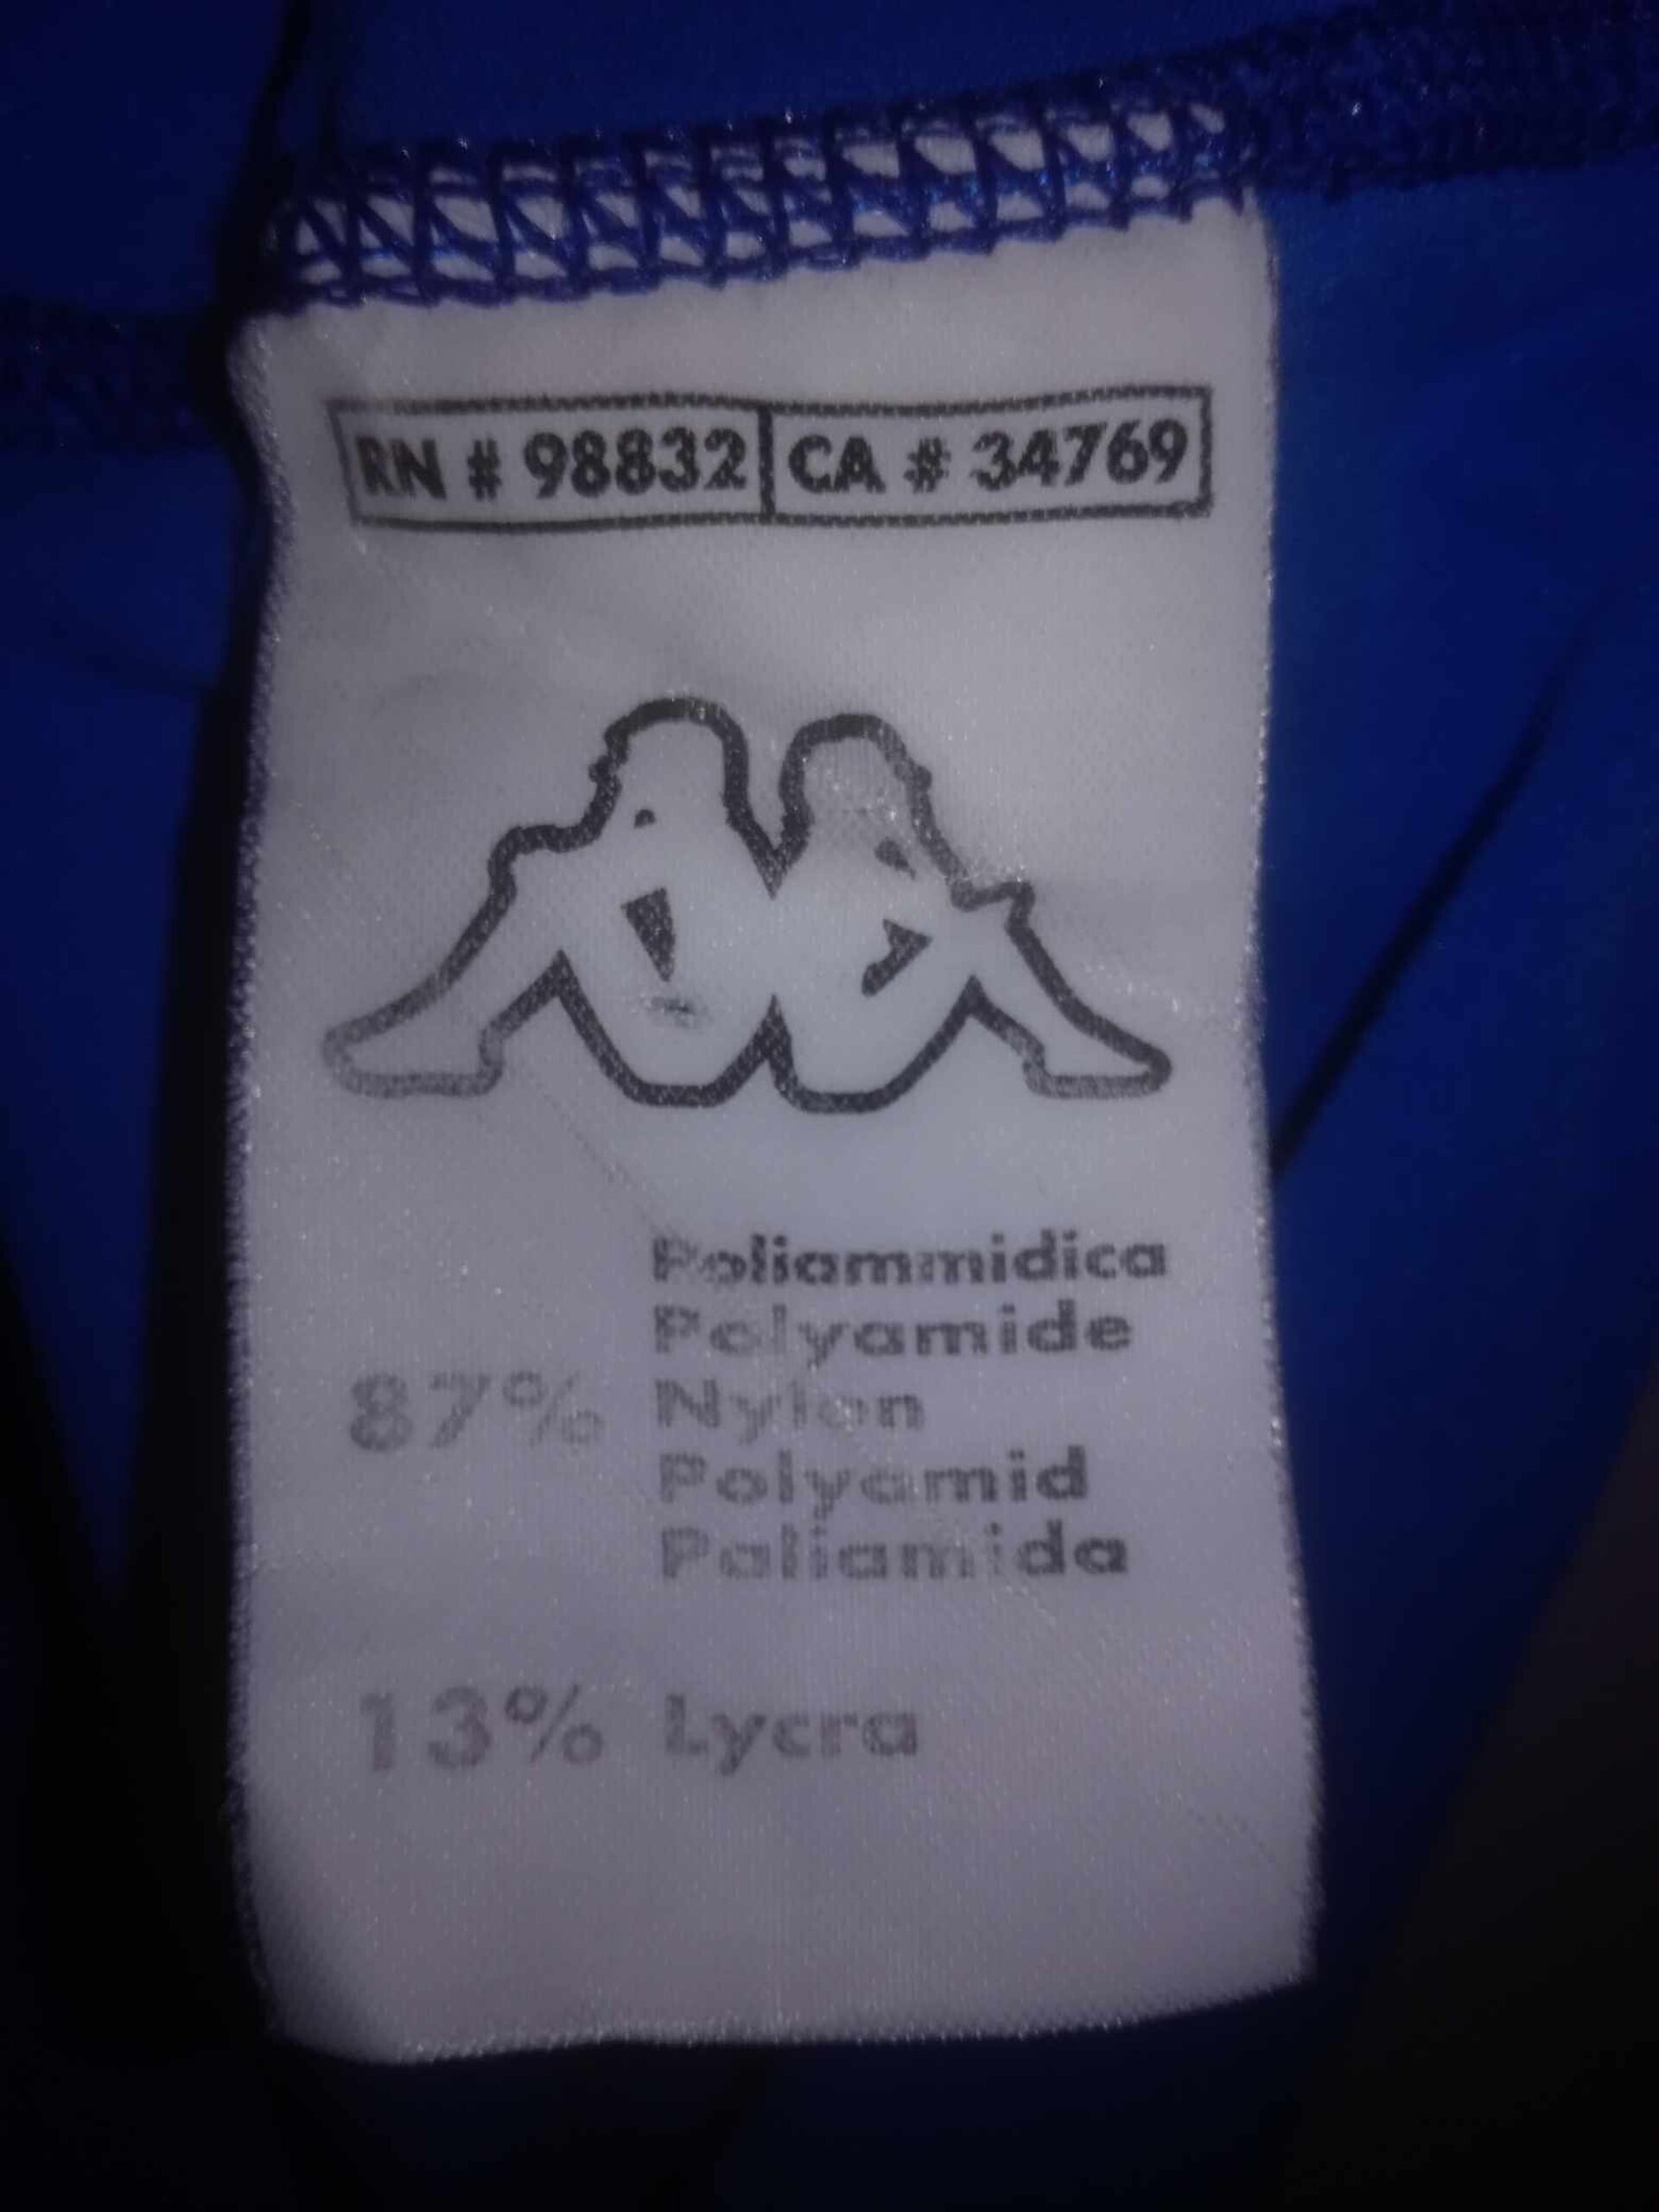 RN # 98832 CA # 34769
Poliammidica
Polyamide
87% Nylon
Polyamid
Poliamida
13% Lycra